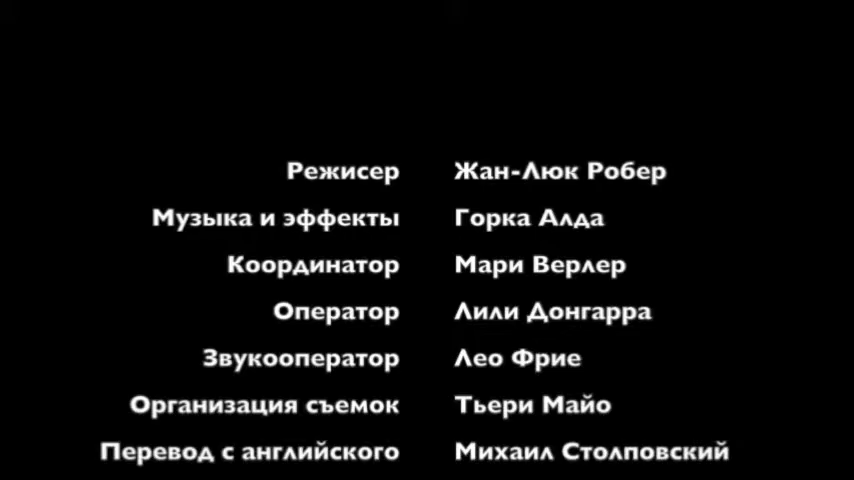 Режисер Жан-Люк Робер
Музыка и эффекты Горка Алда
Координатор Мари Верлер
Оператор Лили Донгарра
Звукооператор Лео Фрие
Организация съемок Тьери Майо
Перевод с английского Михаил Столповский